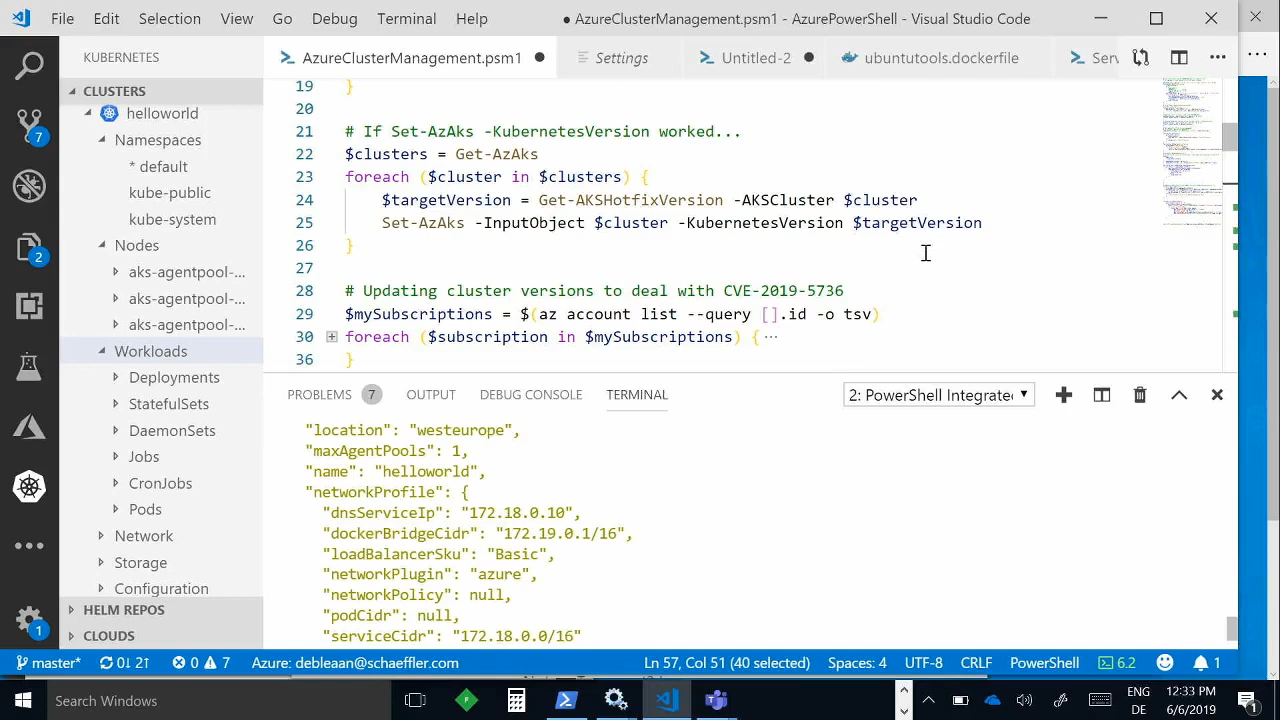 File Edit Selection View Go Debug Terminal Help ● AzureClusterManagement.psm1 - AzurePowerShell - Visual Studio Code
KUBERNETES
AzureClusterManagement.psm1 ●
Settings
Untitled-2 ●
ubuntutools.dockerfile
Serv
CLUSTERS
helloworld
Namespaces
* default
kube-public
kube-system
Nodes
aks-agentpool-...
aks-agentpool-...
aks-agentpool-...
Workloads
Deployments
StatefulSets
DaemonSets
Jobs
CronJobs
Pods
Network
Storage
Configuration
HELM REPOS
CLOUDS
7
2
1
19 }
20
21 # If Set-AzAks -KubernetesVersion worked...
22 $clusters = Get-AzAks
23 foreach ($cluster in $clusters) {
24 $targetVersion = Get-AKSHotfixVersion -AKSCluster $cluster
25 Set-AzAks -InputObject $cluster -KubernetesVersion $targetVersion
26 }
27
28 # Updating cluster versions to deal with CVE-2019-5736
29 $mySubscriptions = $(az account list --query [].id -o tsv)
30 foreach ($subscription in $mySubscriptions) {...
36 }
PROBLEMS 7 OUTPUT DEBUG CONSOLE TERMINAL 2: PowerShell Integrated
"location": "westeurope",
"maxAgentPools": 1,
"name": "helloworld",
"networkProfile": {
"dnsServiceIp": "172.18.0.10",
"dockerBridgeCidr": "172.19.0.1/16",
"loadBalancerSku": "Basic",
"networkPlugin": "azure",
"networkPolicy": null,
"podCidr": null,
"serviceCidr": "172.18.0.0/16"
master* 0↓ 2↑ 0 7 Azure: debleaan@schaeffler.com Ln 57, Col 51 (40 selected) Spaces: 4 UTF-8 CRLF PowerShell 6.2 1
Search Windows
ENG 12:33 PM
DE 6/6/2019
1